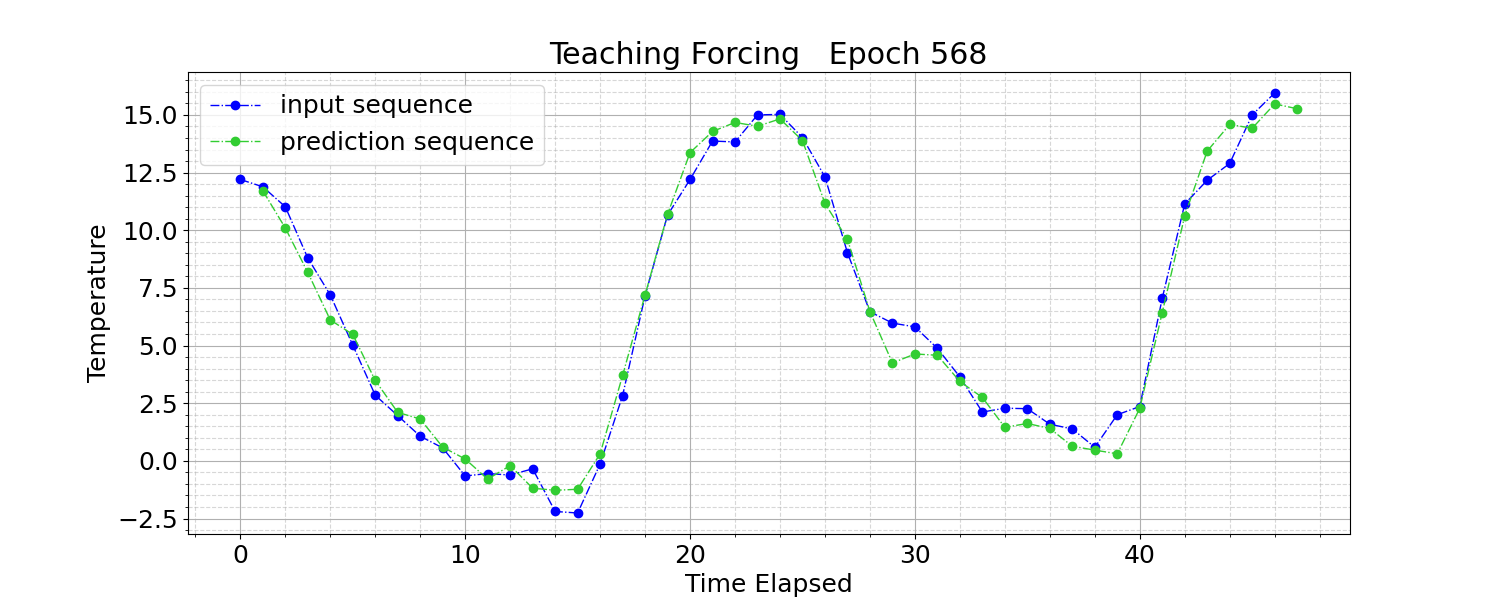 Teaching Forcing   Epoch 568
input sequence
prediction sequence
Temperature
15.0
12.5
10.0
7.5
5.0
2.5
0.0
−2.5
0 10 20 30 40
Time Elapsed